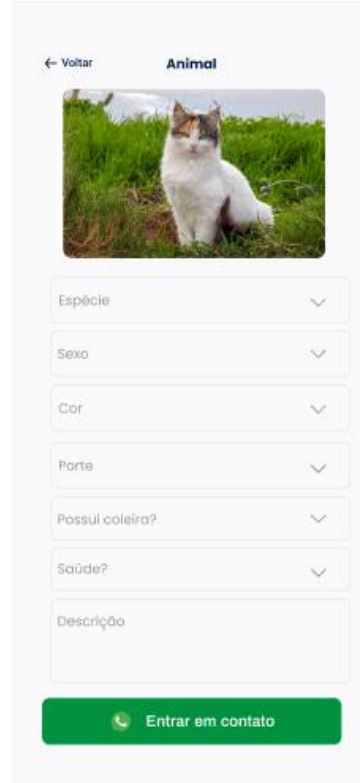 ← Voltar Animal
Espécie
Sexo
Cor
Porte
Possui coleira?
Saúde?
Descrição
Entrar em contato